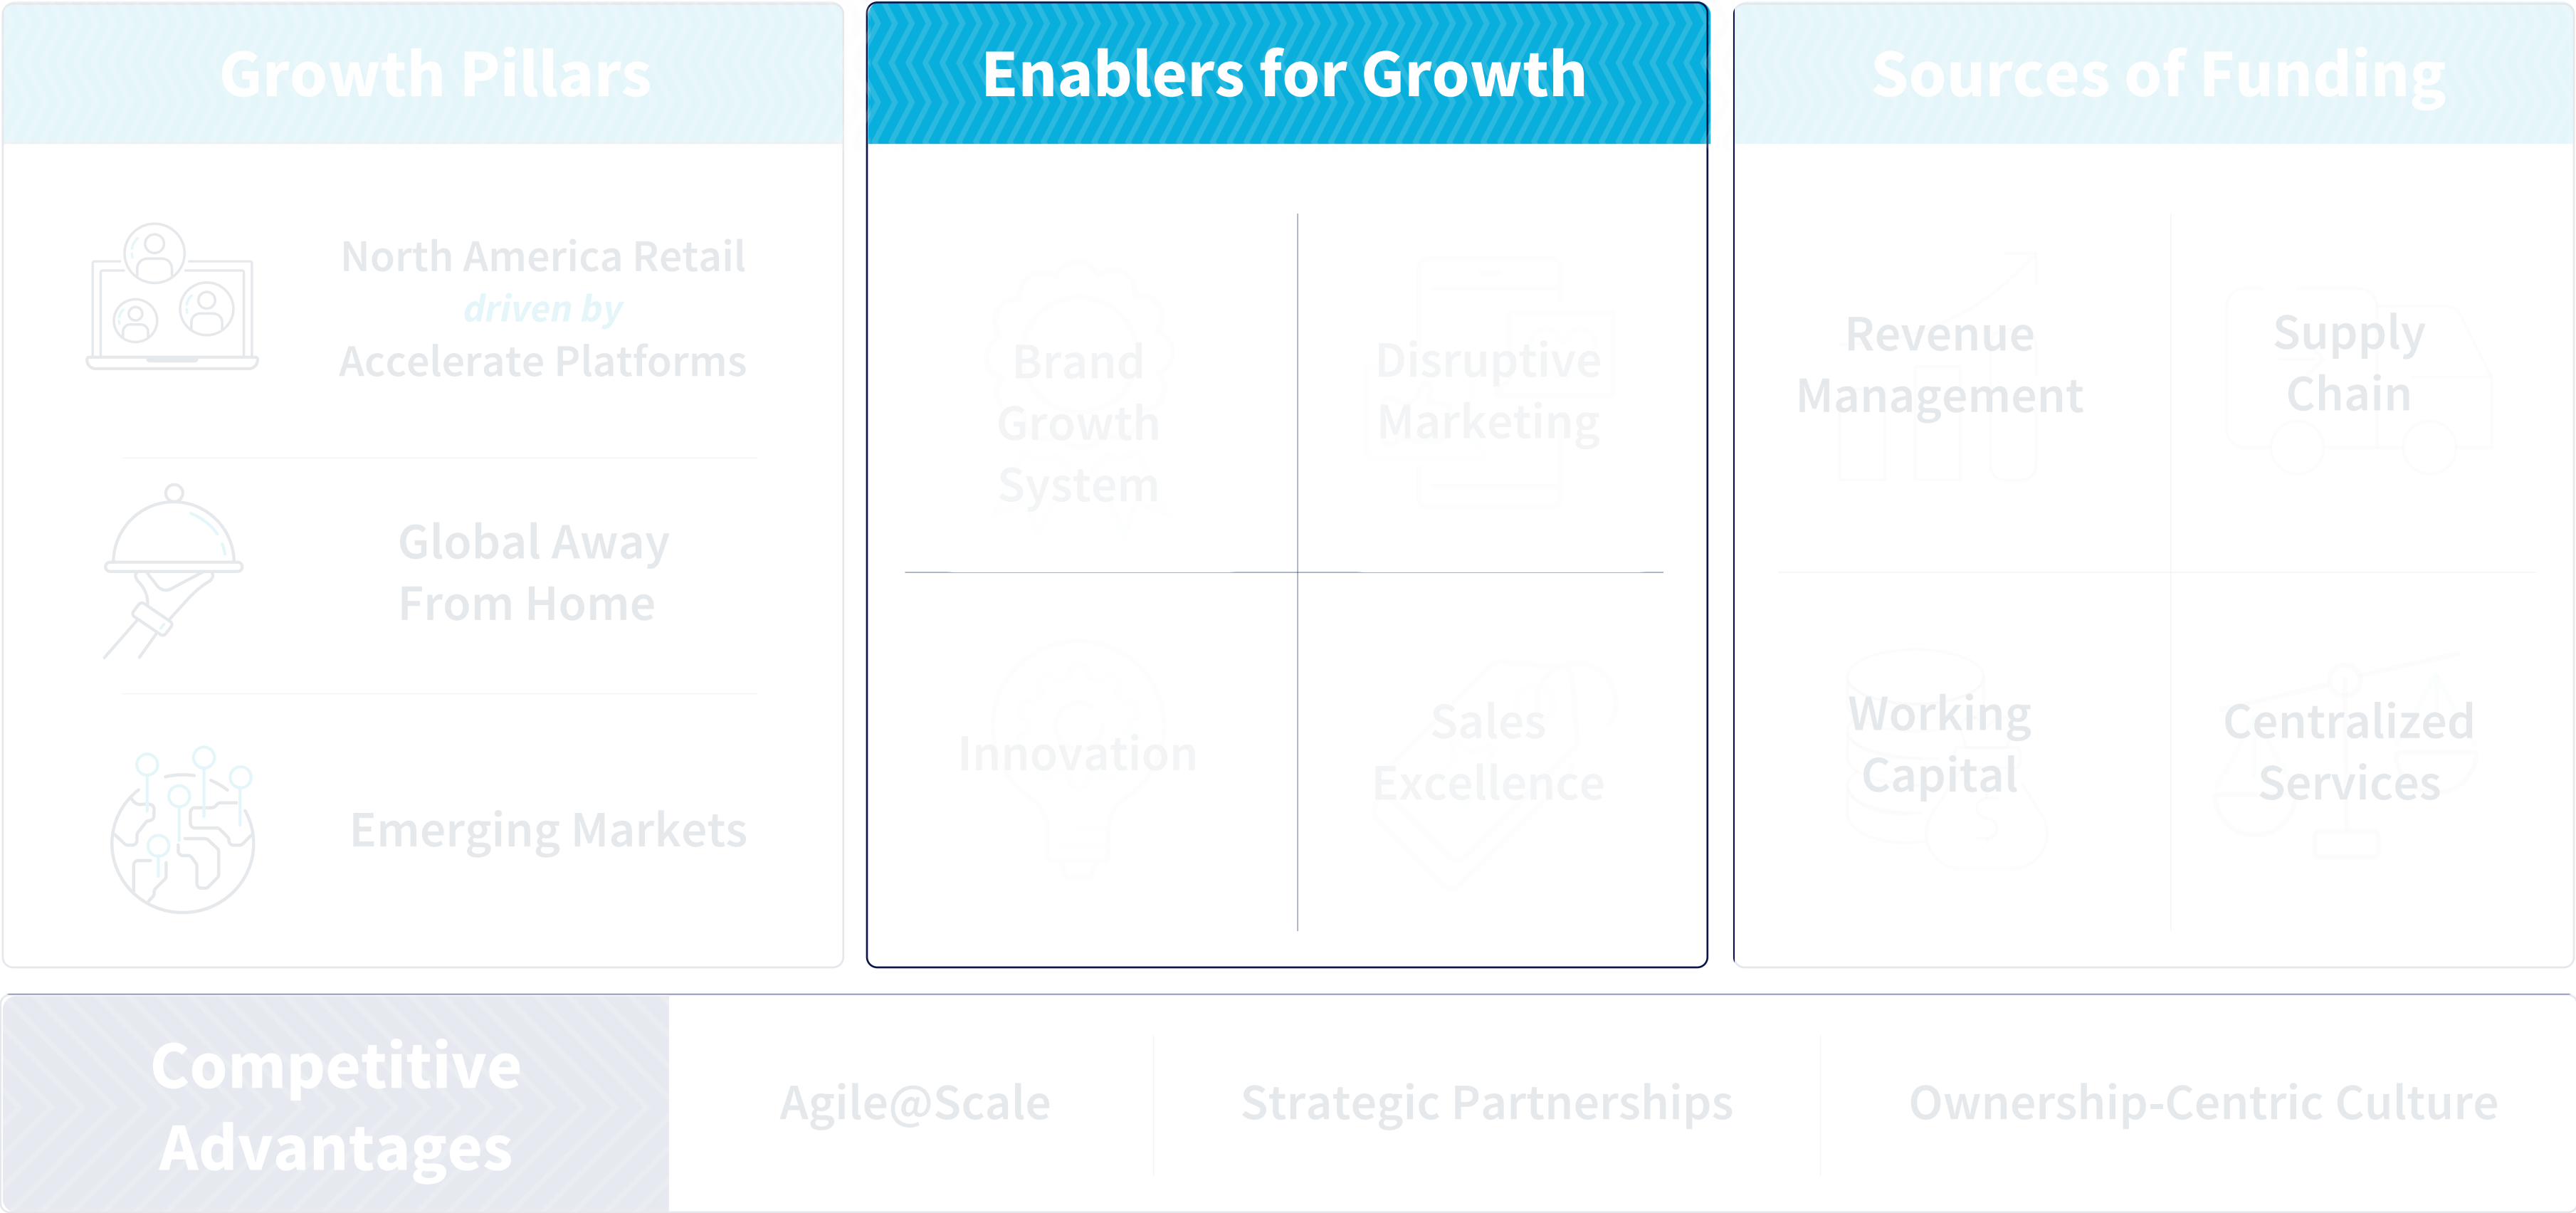 Growth Pillars
North America Retail
driven by
Accelerate Platforms
Global Away
From Home
Emerging Markets
Enablers for Growth
Brand
Growth
System
Disruptive
Marketing
Innovation
Sales
Excellence
Sources of Funding
Revenue
Management
Supply
Chain
Working
Capital
$
Centralized
Services
Competitive
Advantages
Agile@Scale
Strategic Partnerships
Ownership-Centric Culture